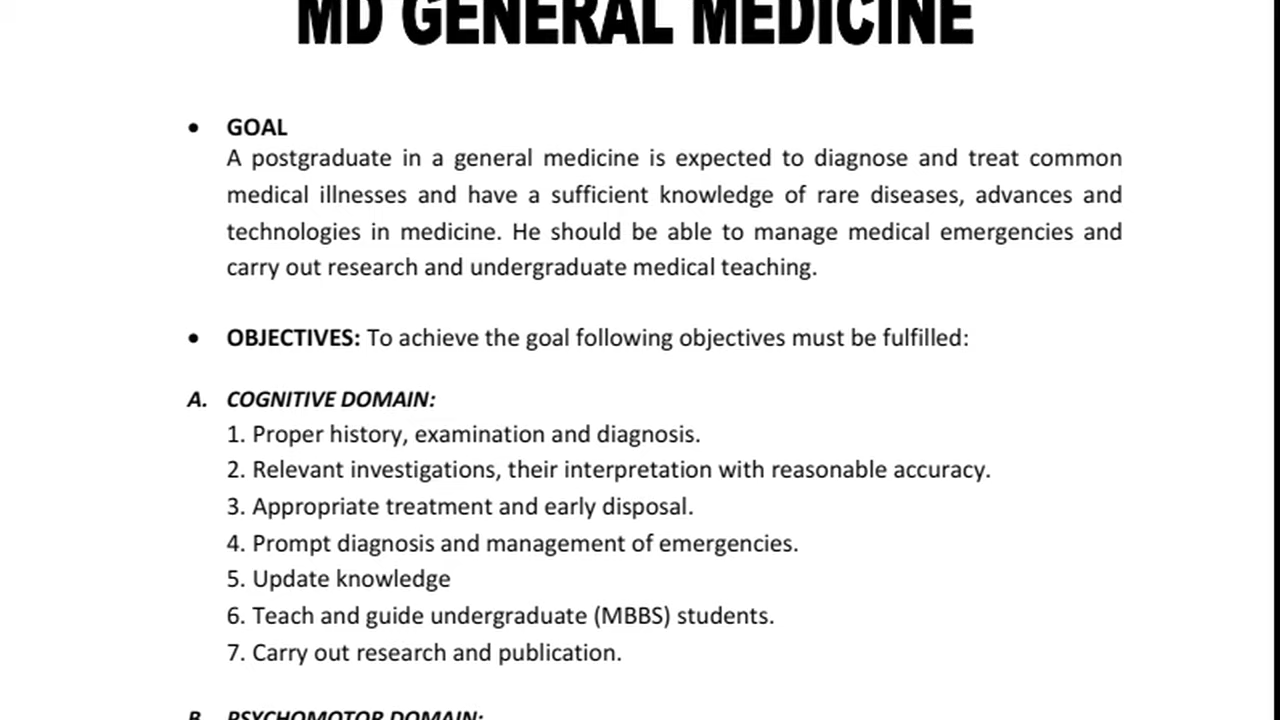 MD GENERAL MEDICINE
• GOAL
A postgraduate in a general medicine is expected to diagnose and treat common
medical illnesses and have a sufficient knowledge of rare diseases, advances and
technologies in medicine. He should be able to manage medical emergencies and
carry out research and undergraduate medical teaching.
• OBJECTIVES: To achieve the goal following objectives must be fulfilled:
A. COGNITIVE DOMAIN:
1. Proper history, examination and diagnosis.
2. Relevant investigations, their interpretation with reasonable accuracy.
3. Appropriate treatment and early disposal.
4. Prompt diagnosis and management of emergencies.
5. Update knowledge
6. Teach and guide undergraduate (MBBS) students.
7. Carry out research and publication.
B. PSYCHOMOTOR DOMAIN: